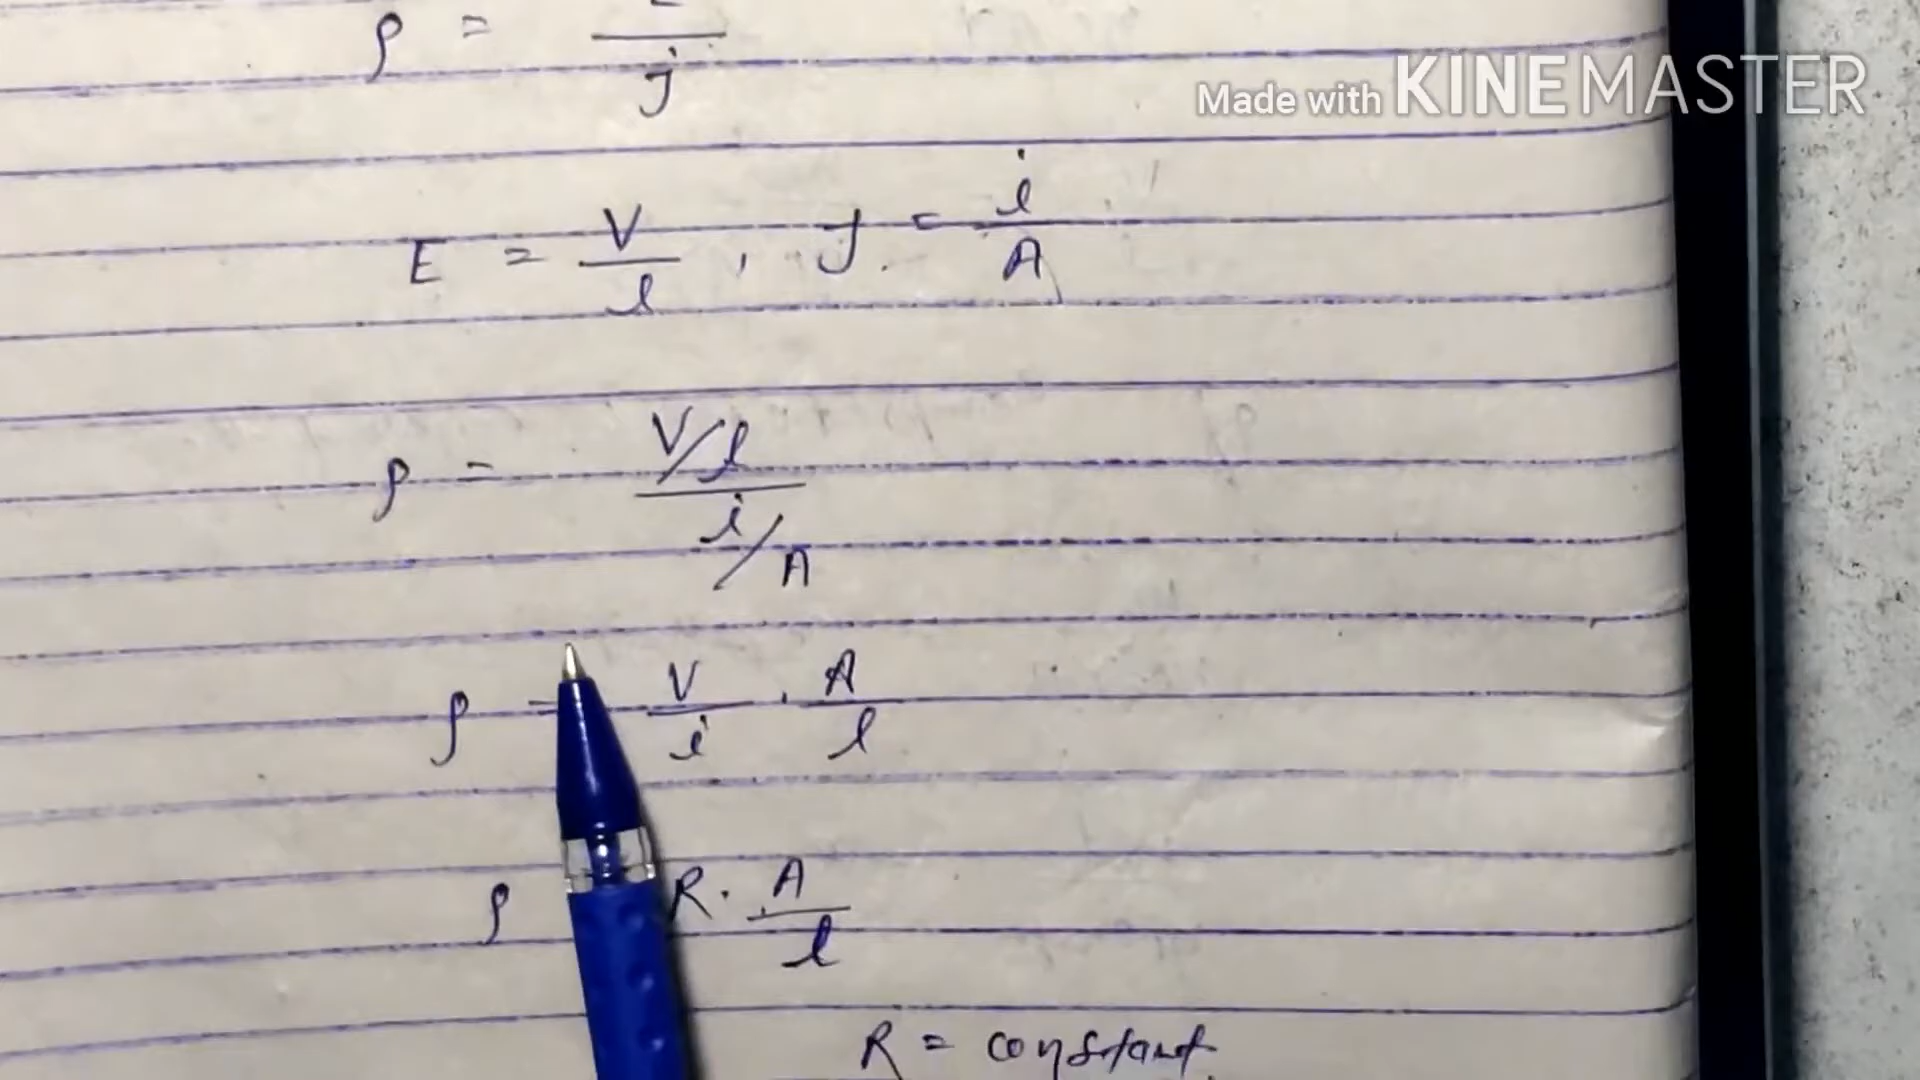 ρ = — / j
Made with KINEMASTER
E = V/l , J = i/A
ρ = V/l / i/A
ρ = V/i . A/l
ρ R . A/l
R = constant